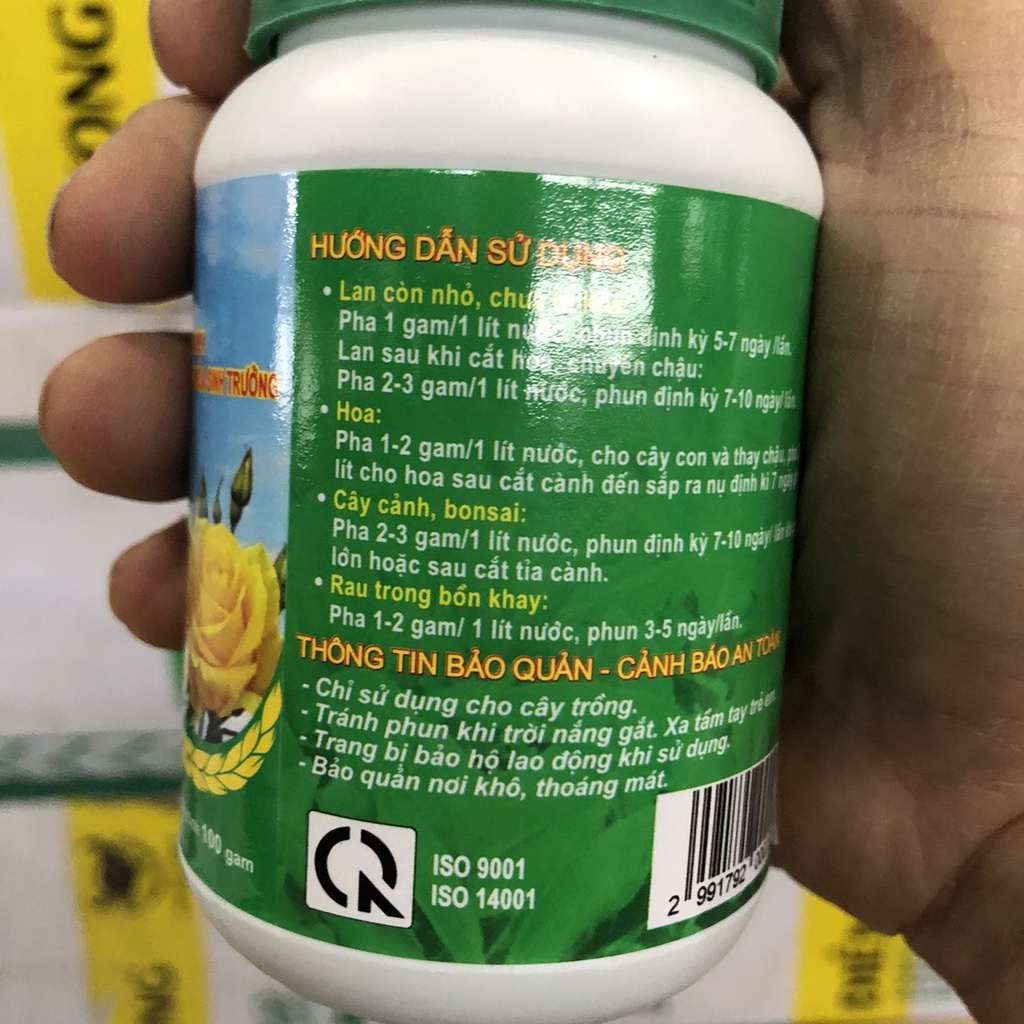 ONG
HƯỚNG DẪN SỬ DỤNG
• Lan còn nhỏ,
Pha 1 gam/1 lít nước, phun định kỳ 5-7 ngày/lần.
Lan sau khi cắt hoa, chuyển chậu:
Pha 2-3 gam/1 lít nước, phun định kỳ 7-10 ngày/lần
• Hoa:
Pha 1-2 gam/1 lít nước, cho cây con và thay chậu,
lít cho hoa sau cắt cành đến sắp ra nụ định kì 7 ngày
• Cây cảnh, bonsai:
Pha 2-3 gam/1 lít nước, phun định kỳ 7-10 ngày/ lần
lớn hoặc sau cắt tỉa cành.
• Rau trong bồn khay:
Pha 1-2 gam/ 1 lít nước, phun 3-5 ngày/lần.
THÔNG TIN BẢO QUẢN - CẢNH BÁO AN TOÀN
- Chỉ sử dụng cho cây trồng.
- Tránh phun khi trời nắng gắt. Xa tầm tay trẻ em.
- Trang bị bảo hộ lao động khi sử dụng.
- Bảo quản nơi khô, thoáng mát.
ISO 9001
ISO 14001
2 991792
SINH TRƯỞNG
100 gam